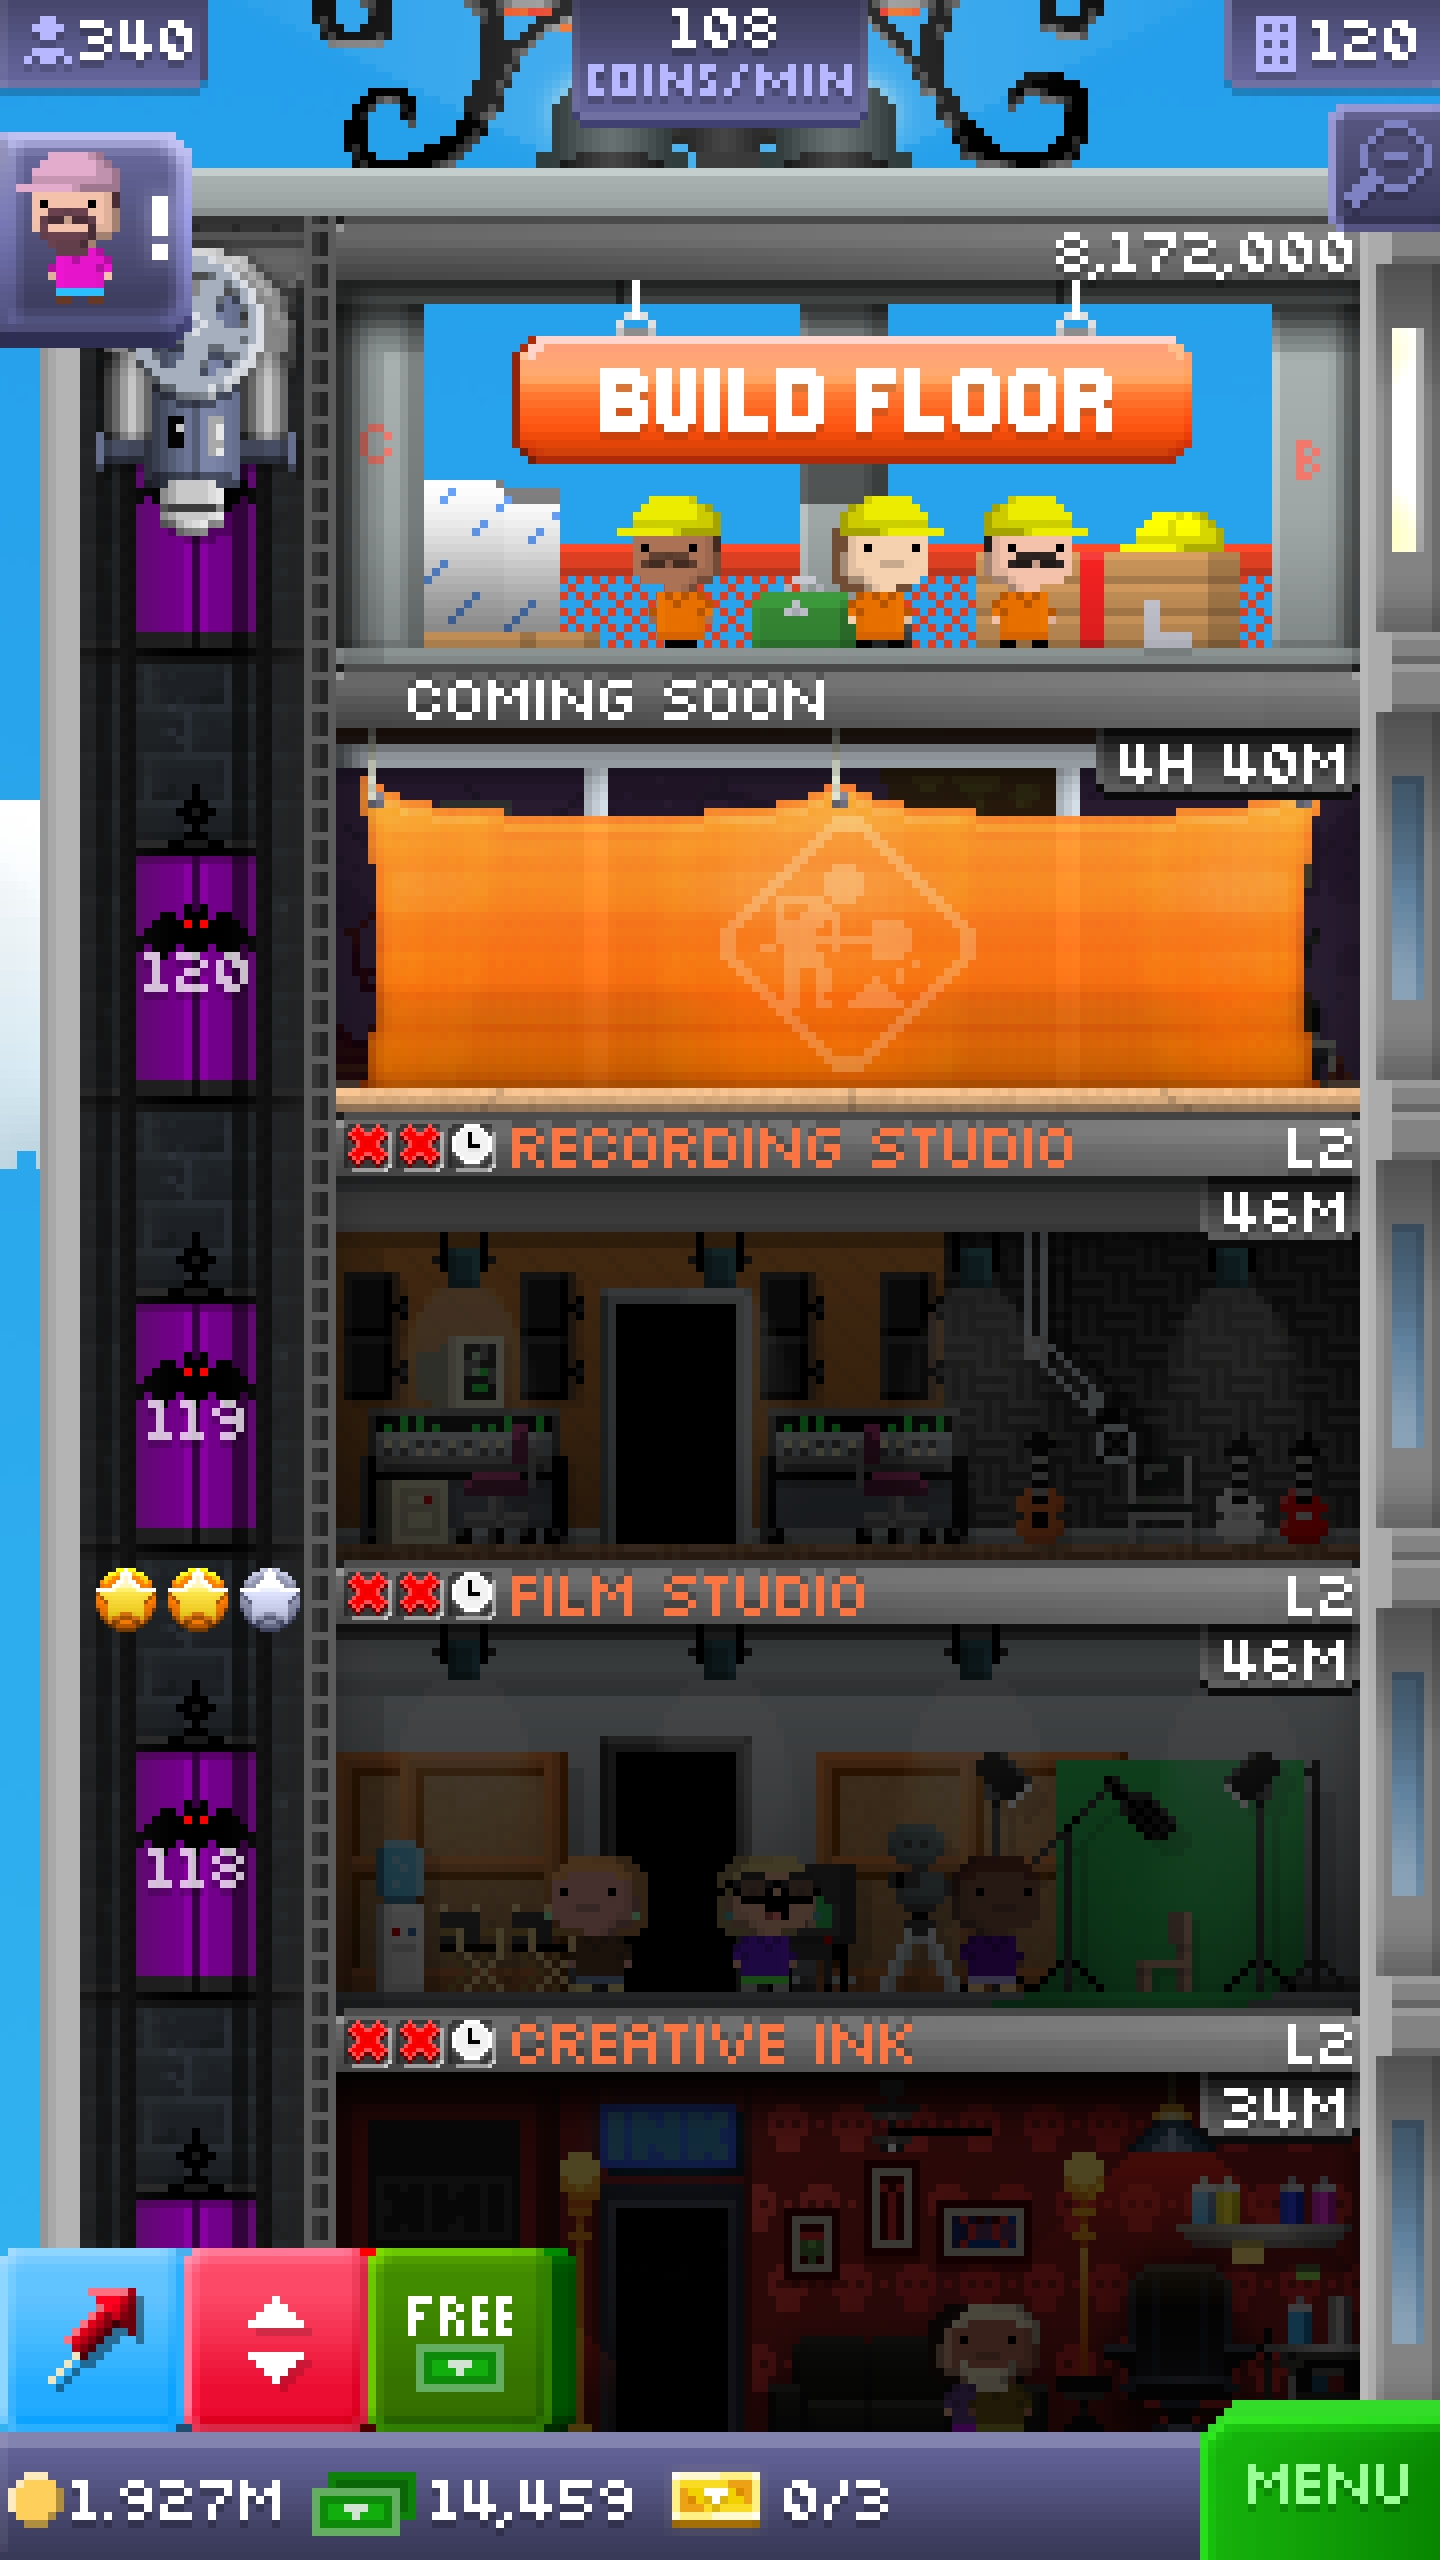 340
108
COINS/MIN
120
!
8,172,000
BUILD FLOOR
C
B
COMING SOON
4H 40M
120
RECORDING STUDIO L2
46M
119
FILM STUDIO L2
46M
118
CREATIVE INK L2
34M
INK
FREE
1.927M 14,459 0/3
MENU